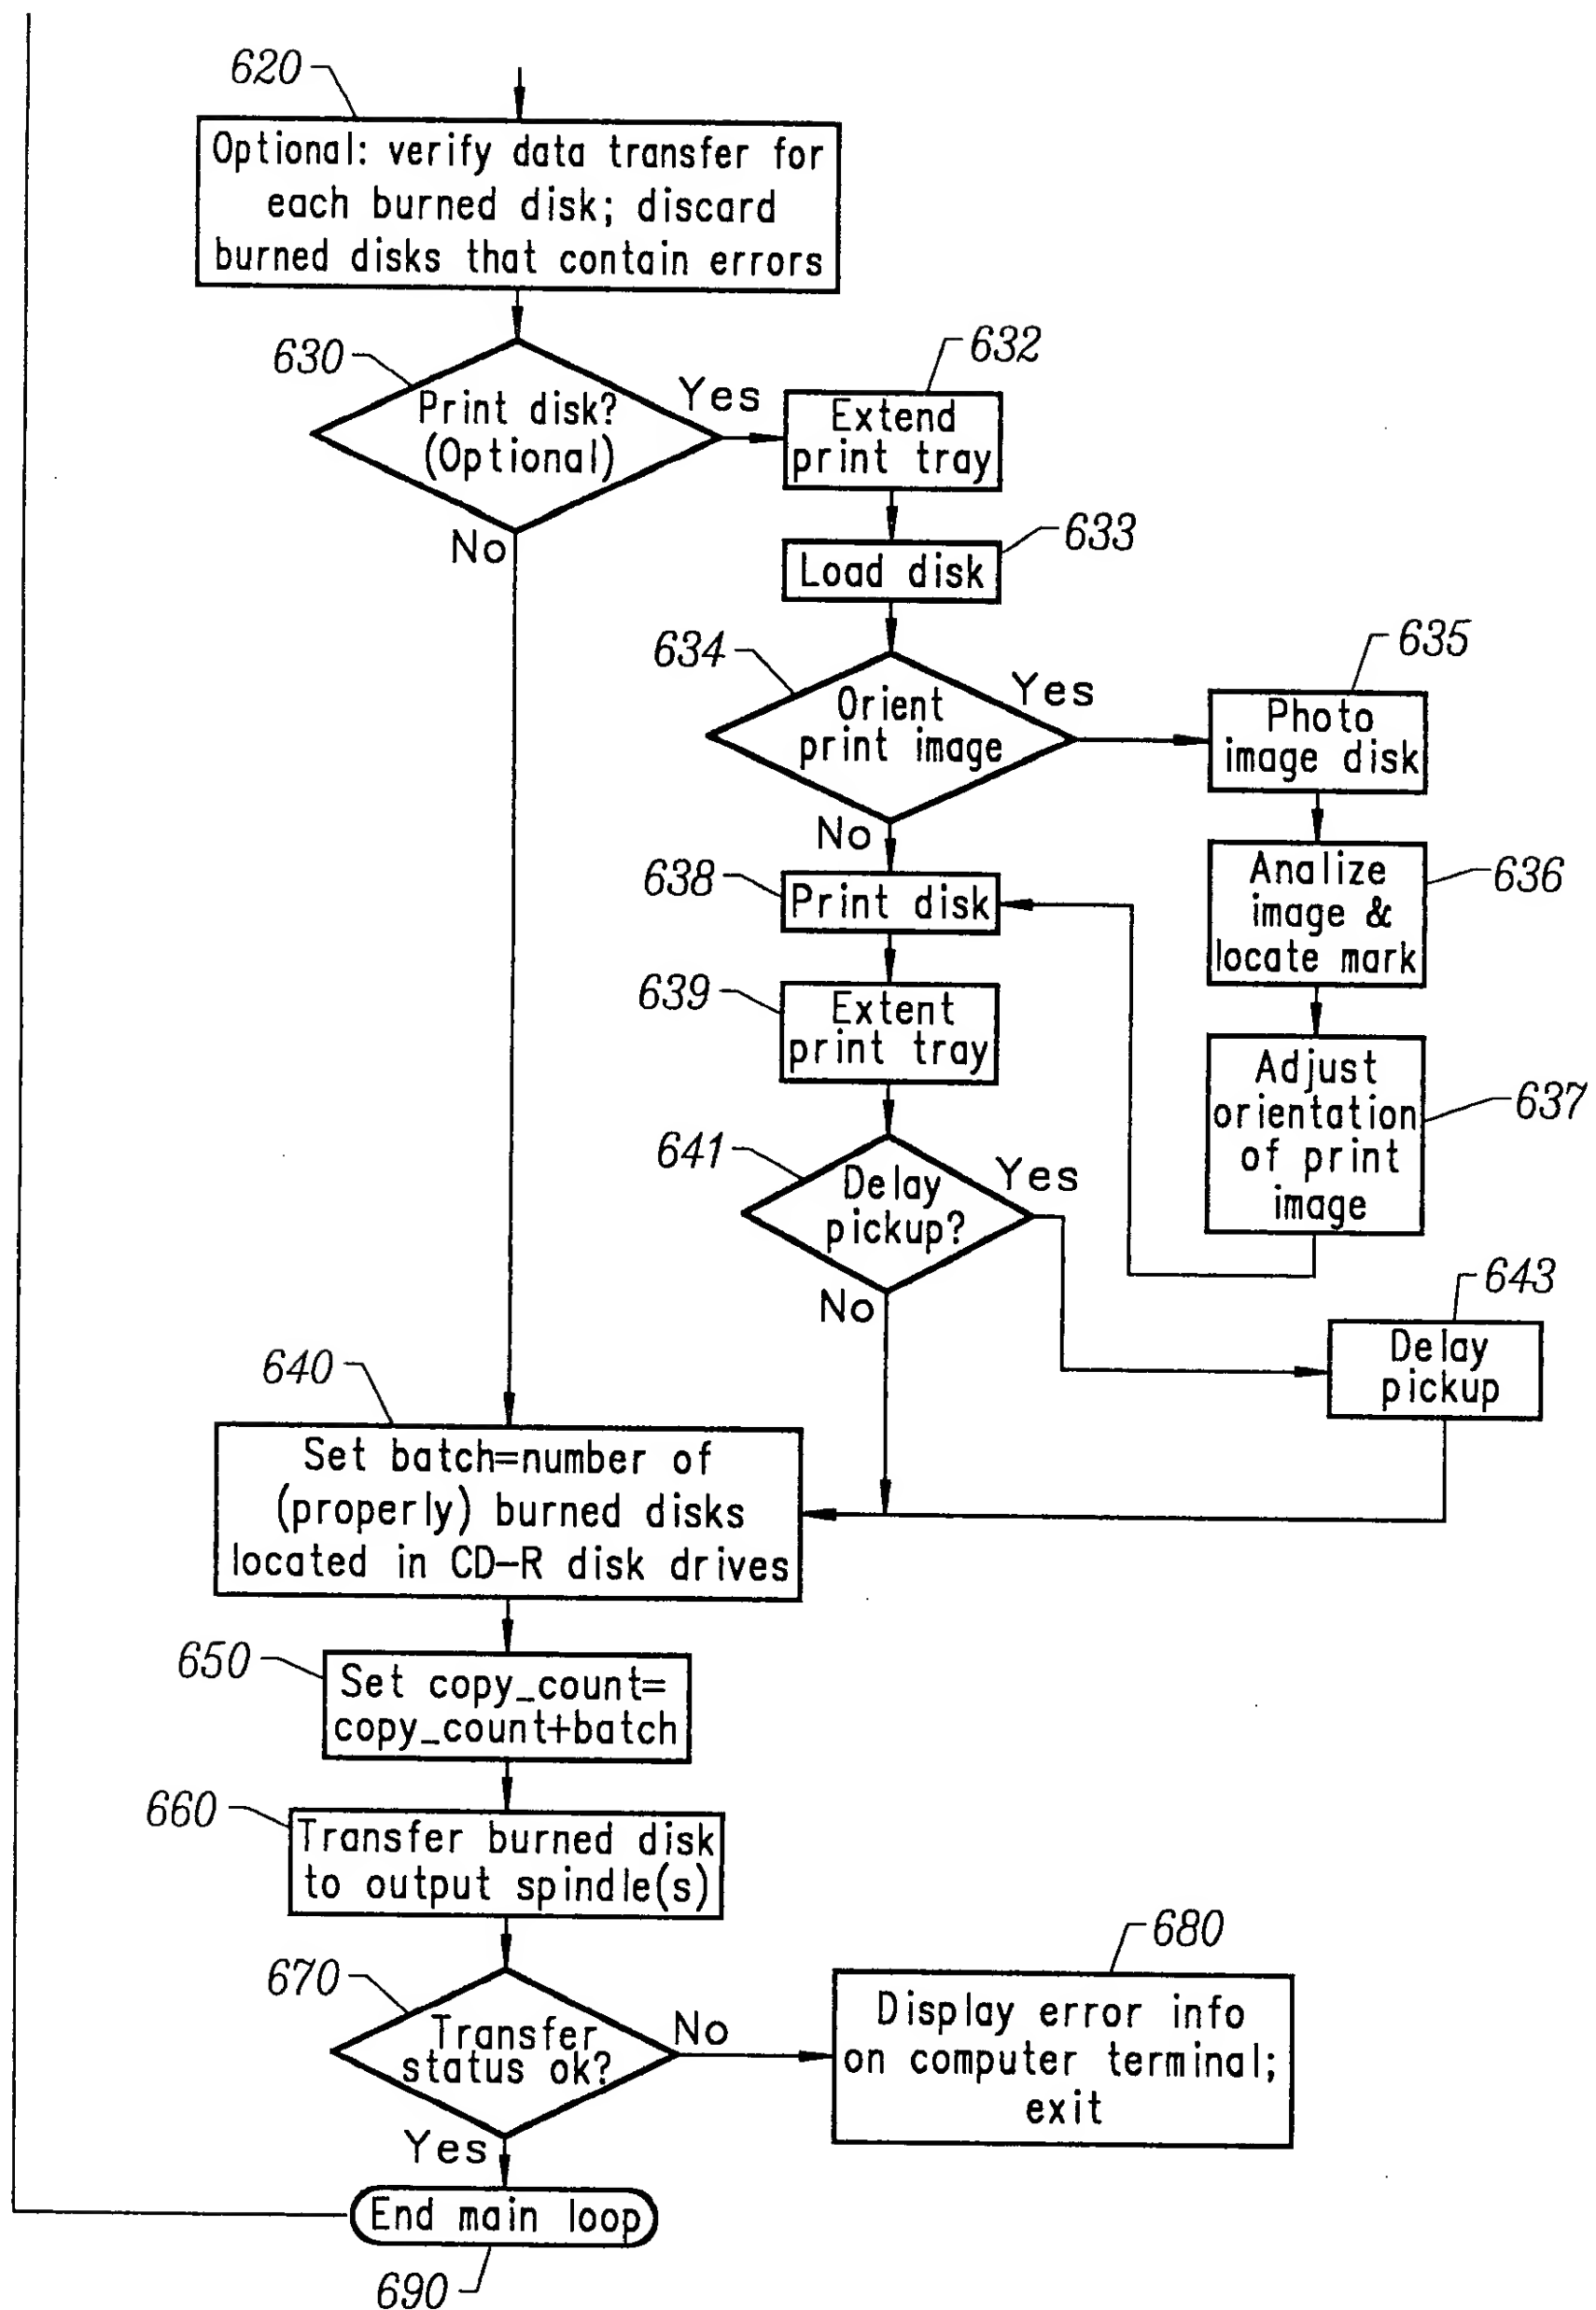 620
Optional: verify data transfer for
each burned disk; discard
burned disks that contain errors
630
Print disk?
(Optional)
Yes
No
632
Extend
print tray
633
Load disk
634
Orient
print image
Yes
No
635
Photo
image disk
636
Analize
image &
locate mark
637
Adjust
orientation
of print
image
638
Print disk
639
Extent
print tray
641
Delay
pickup?
Yes
No
643
Delay
pickup
640
Set batch=number of
(properly) burned disks
located in CD-R disk drives
650
Set copy_count=
copy_count+batch
660
Transfer burned disk
to output spindle(s)
670
Transfer
status ok?
No
Yes
680
Display error info
on computer terminal;
exit
End main loop
690